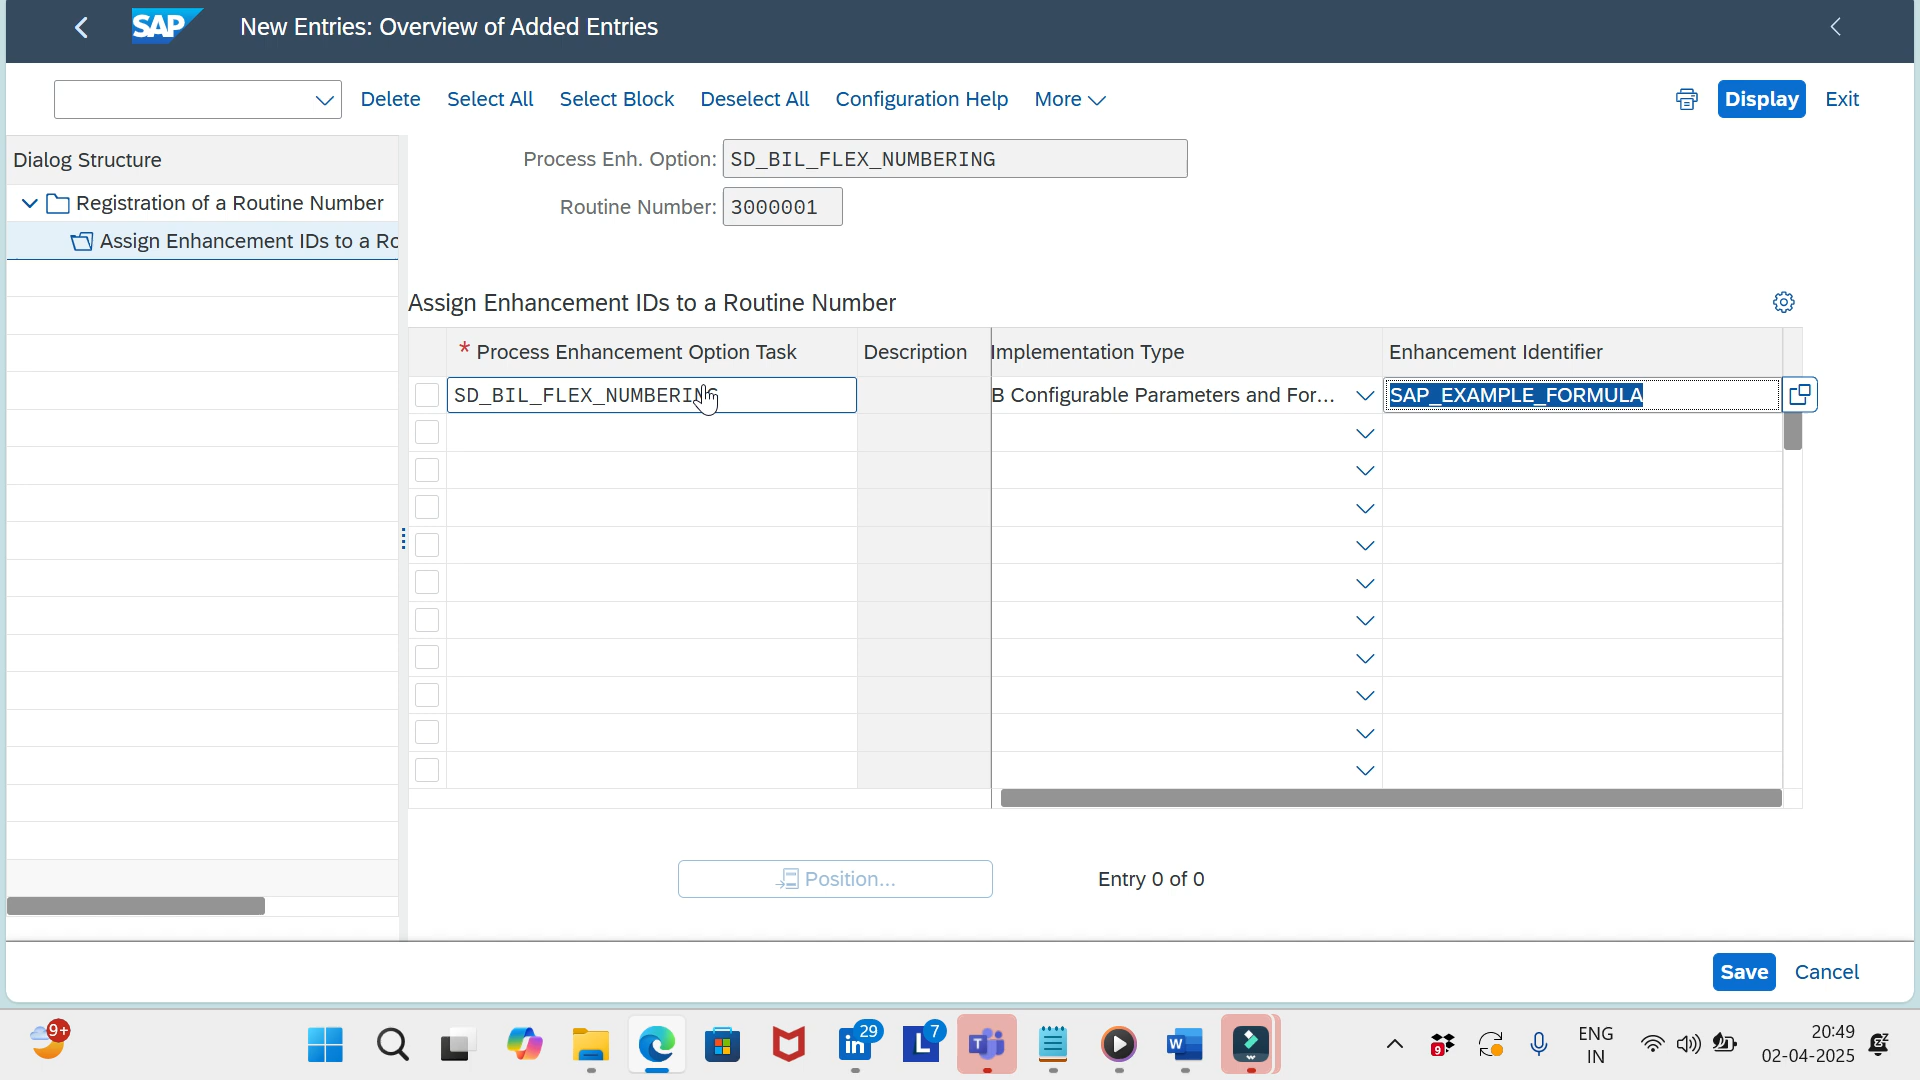 SAP New Entries: Overview of Added Entries
Delete Select All Select Block Deselect All Configuration Help More Display Exit
Dialog Structure
Registration of a Routine Number
Assign Enhancement IDs to a Ro
Process Enh. Option: SD_BIL_FLEX_NUMBERING
Routine Number: 3000001
Assign Enhancement IDs to a Routine Number
* Process Enhancement Option Task Description Implementation Type Enhancement Identifier
SD_BIL_FLEX_NUMBERING B Configurable Parameters and For... SAP_EXAMPLE_FORMULA
Position... Entry 0 of 0
Save Cancel
9+
29
L 7
T
W
9
ENG
IN
20:49
02-04-2025